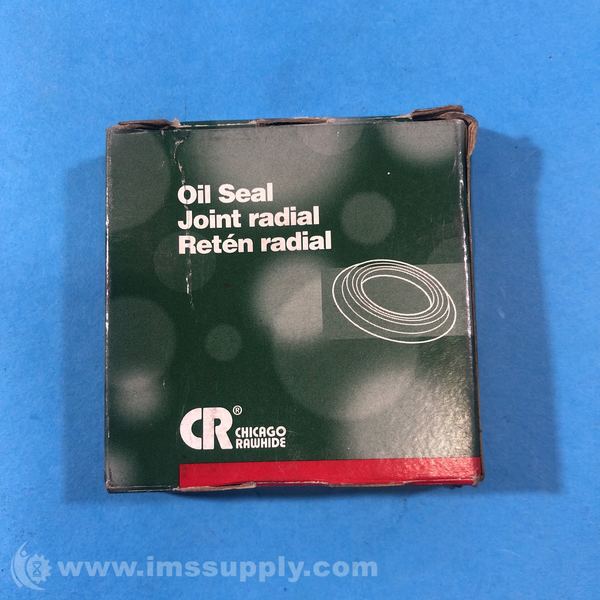 Oil Seal
Joint radial
Retén radial
CR® CHICAGO
RAWHIDE
www.imssupply.com